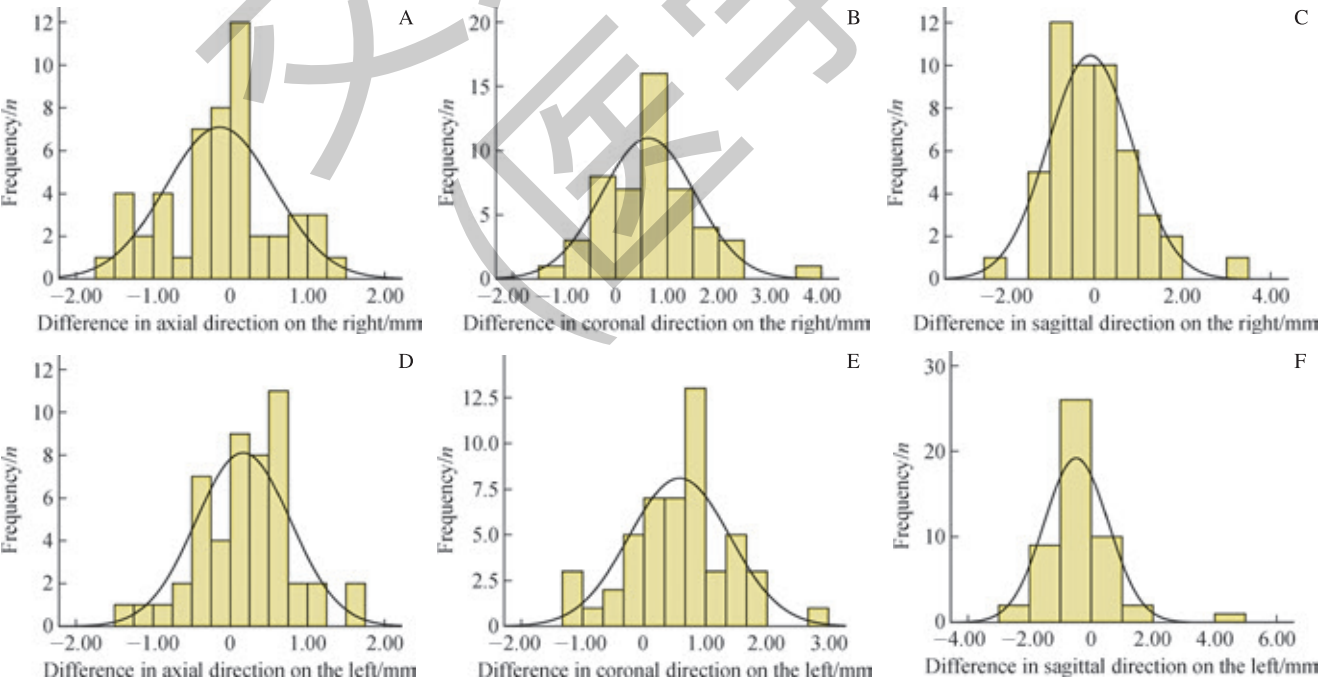 A
12
10
8
6
4
2
0
Frequency/n
−2.00 −1.00 0 1.00 2.00
Difference in axial direction on the right/mm
B
20
15
10
5
0
Frequency/n
−2.00 −1.00 0 1.00 2.00 3.00 4.00
Difference in coronal direction on the right/mm
C
12
10
8
6
4
2
0
Frequency/n
−2.00 0 2.00 4.00
Difference in sagittal direction on the right/mm
D
12
10
8
6
4
2
0
Frequency/n
−2.00 −1.00 0 1.00 2.00
Difference in axial direction on the left/mm
E
12.5
10.0
7.5
5.0
2.5
0
Frequency/n
−2.00 −1.00 0 1.00 2.00 3.00
Difference in coronal direction on the left/mm
F
30
20
10
0
Frequency/n
−4.00 −2.00 0 2.00 4.00 6.00
Difference in sagittal direction on the left/mm
(医学